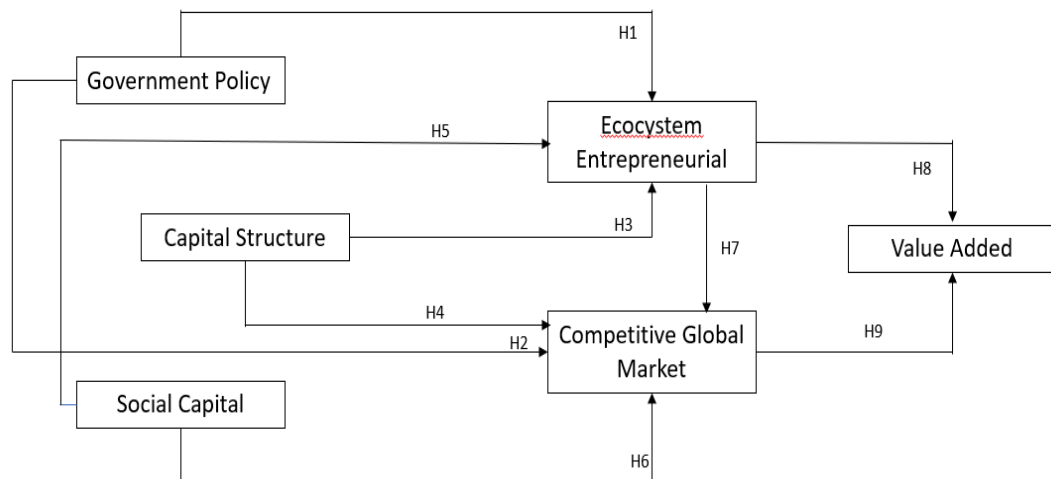 H1
Government Policy
H5
Ecocystem
Entrepreneurial
H8
Capital Structure
H3
H7
Value Added
H4
H2
Competitive Global
Market
H9
Social Capital
H6